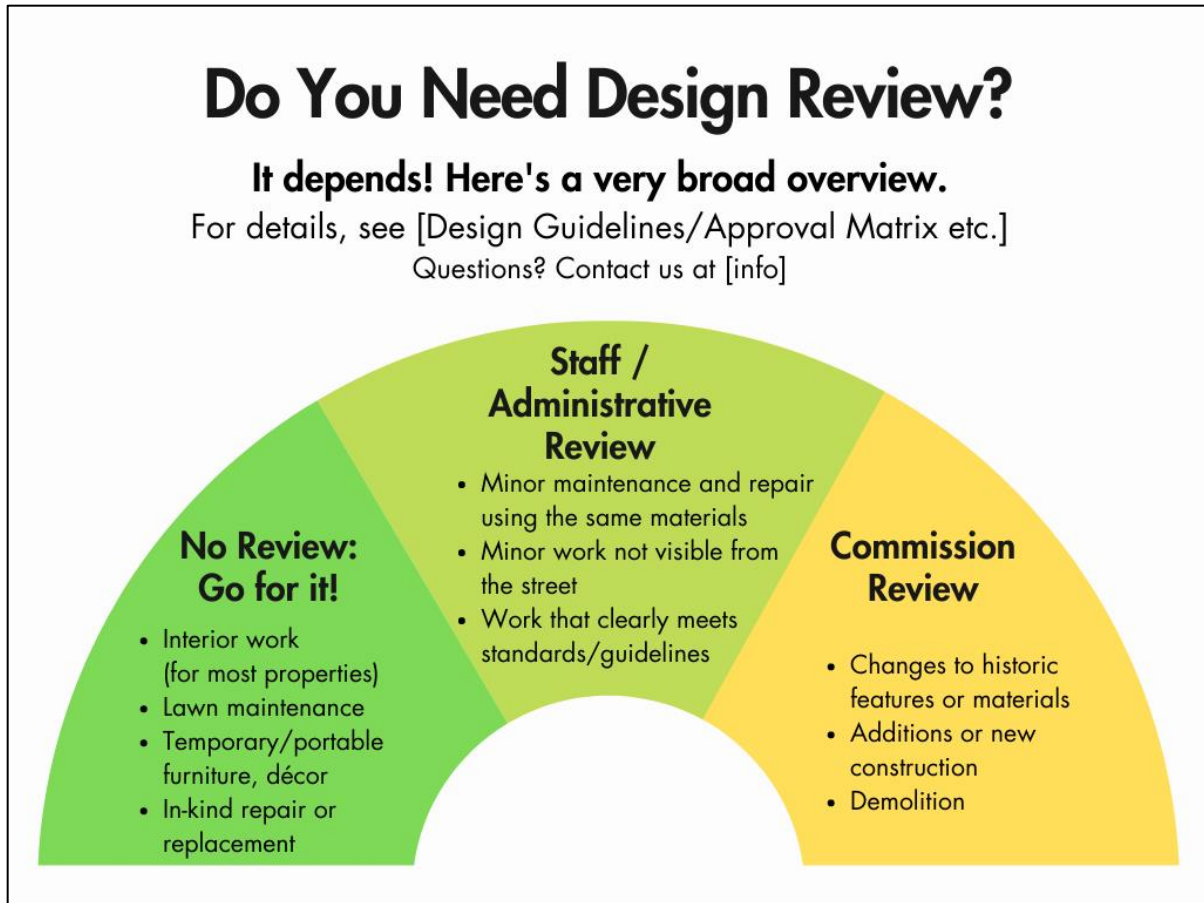 Do You Need Design Review?
It depends! Here's a very broad overview.
For details, see [Design Guidelines/Approval Matrix etc.]
Questions? Contact us at [info]
No Review:
Go for it!
• Interior work
(for most properties)
• Lawn maintenance
• Temporary/portable
furniture, décor
• In-kind repair or
replacement
Staff /
Administrative
Review
• Minor maintenance and repair
using the same materials
• Minor work not visible from
the street
• Work that clearly meets
standards/guidelines
Commission
Review
• Changes to historic
features or materials
• Additions or new
construction
• Demolition